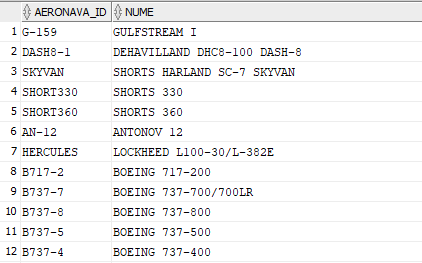 AERONAVA_ID NUME
1 G-159 GULFSTREAM I
2 DASH8-1 DEHAVILLAND DHC8-100 DASH-8
3 SKYVAN SHORTS HARLAND SC-7 SKYVAN
4 SHORT330 SHORTS 330
5 SHORT360 SHORTS 360
6 AN-12 ANTONOV 12
7 HERCULES LOCKHEED L100-30/L-382E
8 B717-2 BOEING 717-200
9 B737-7 BOEING 737-700/700LR
10 B737-8 BOEING 737-800
11 B737-5 BOEING 737-500
12 B737-4 BOEING 737-400